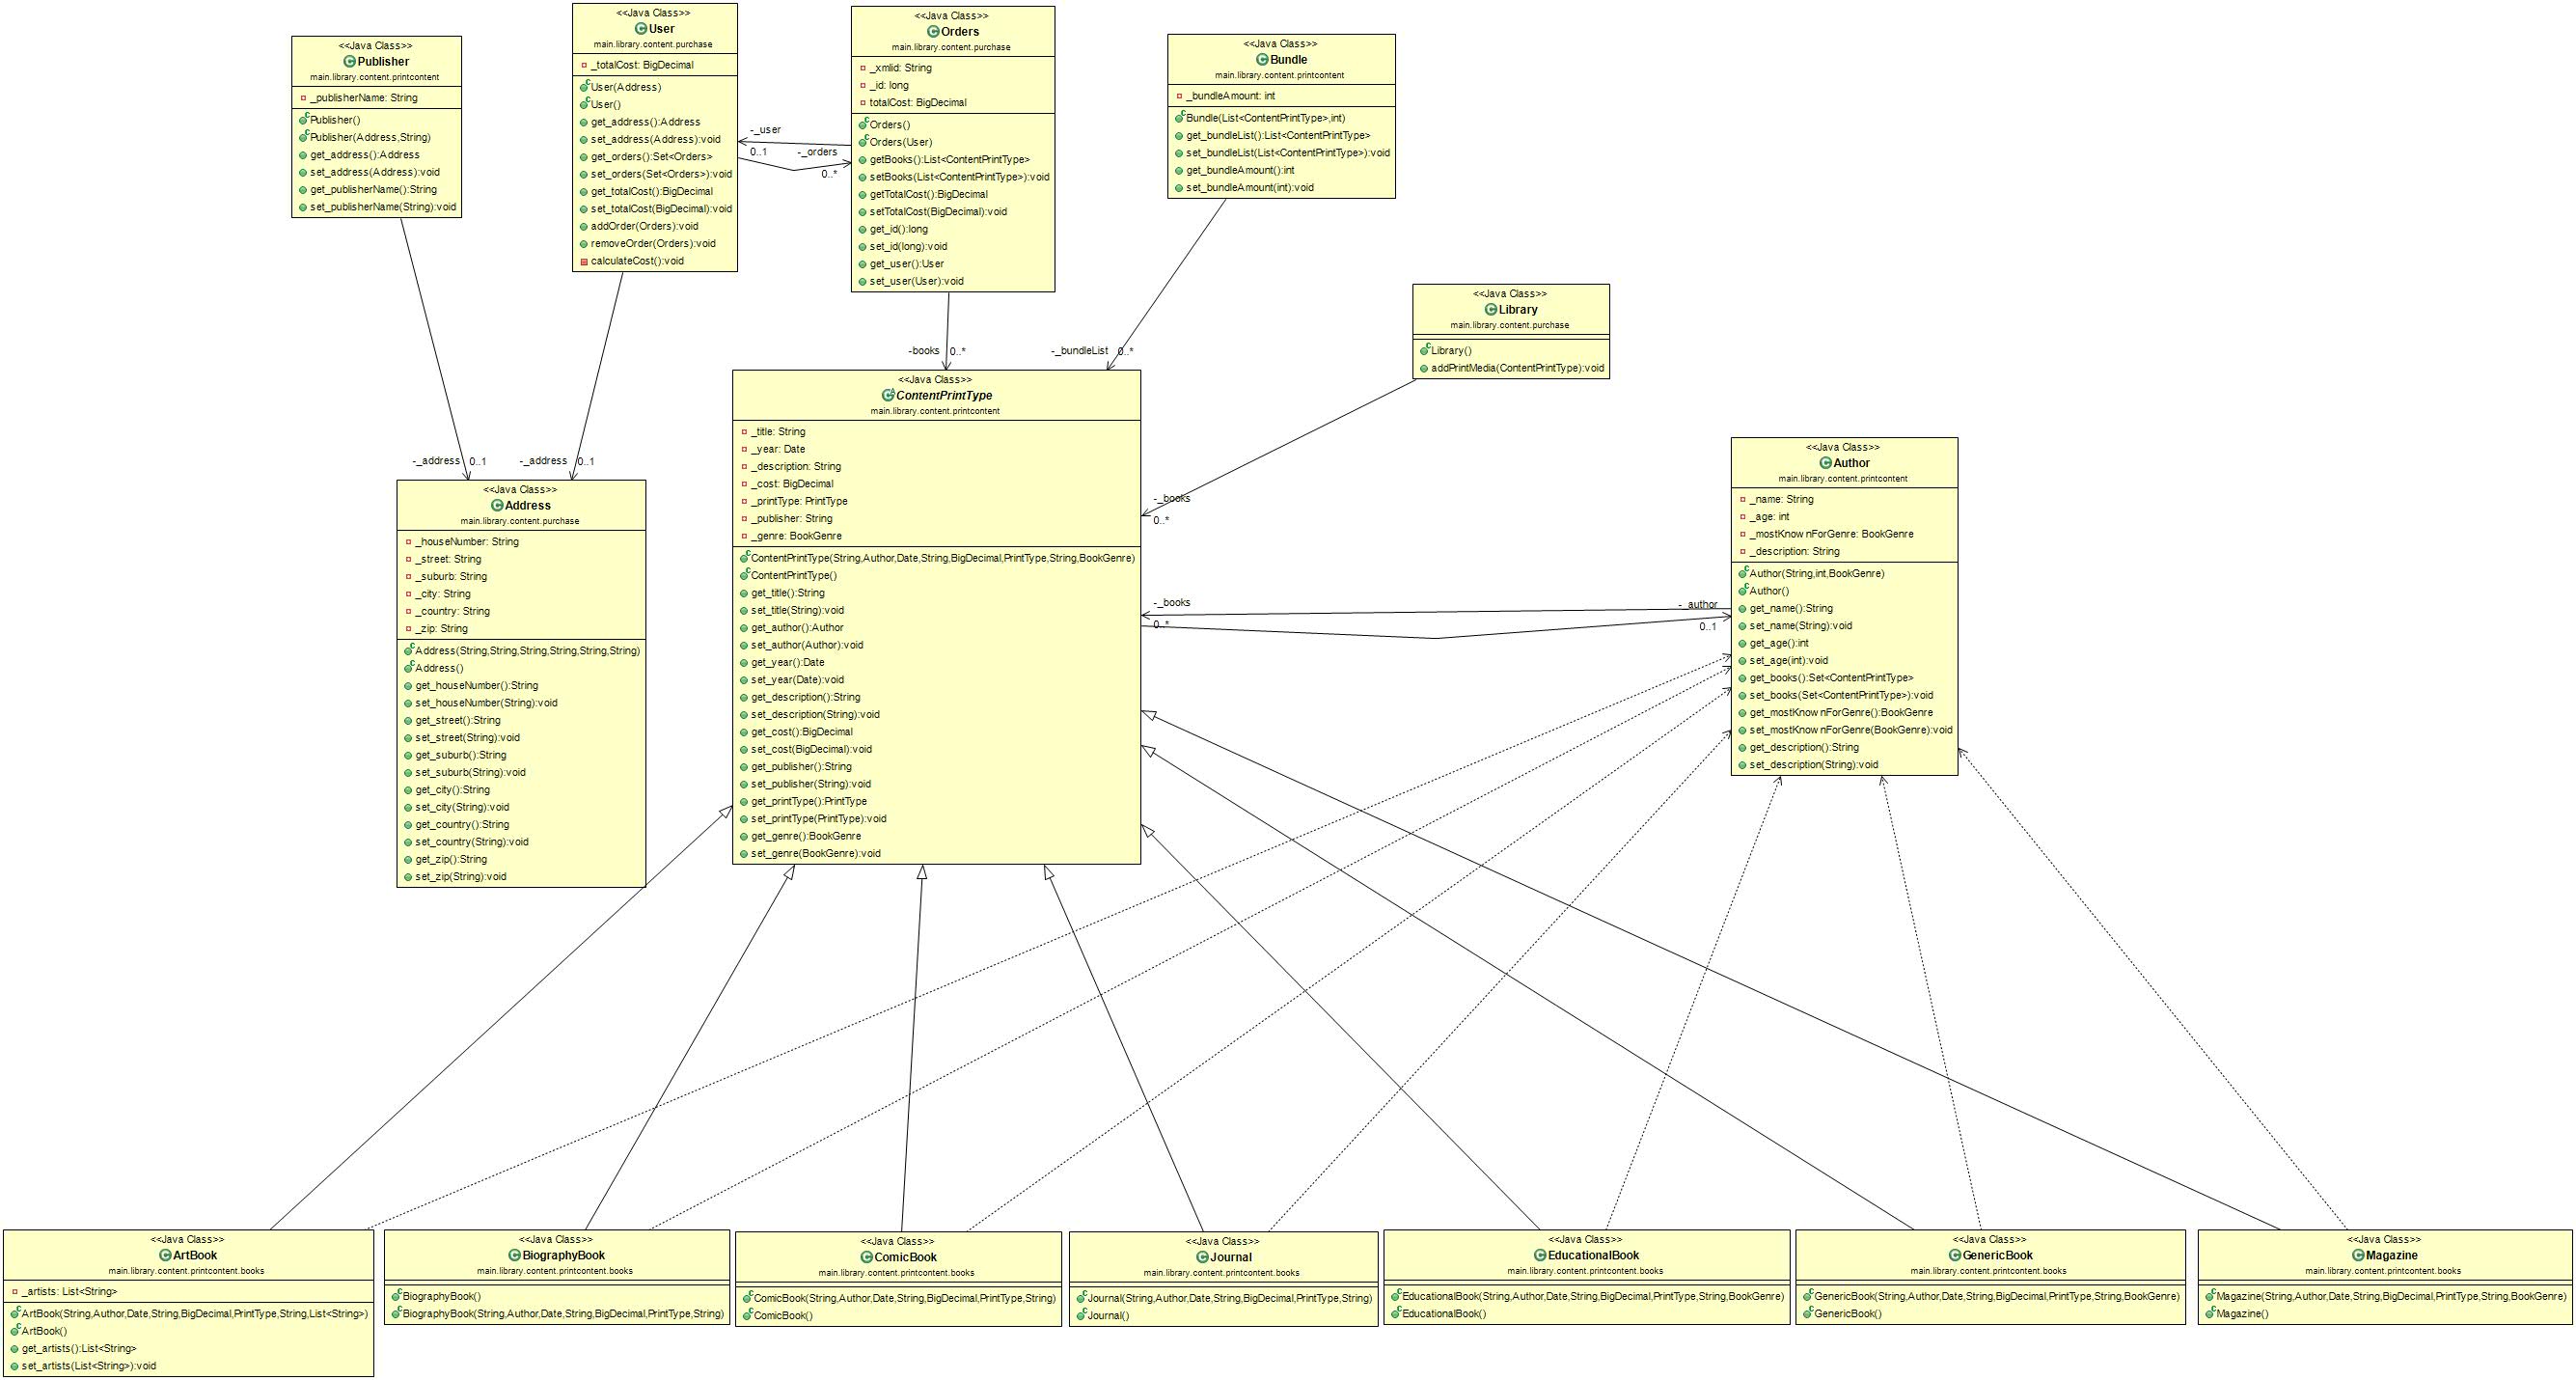 <<Java Class>>
Publisher
main.library.content.printcontent
_publisherName: String
Publisher()
Publisher(Address,String)
get_address():Address
set_address(Address):void
get_publisherName():String
set_publisherName(String):void
<<Java Class>>
User
main.library.content.purchase
_totalCost: BigDecimal
User(Address)
User()
get_address():Address
set_address(Address):void
get_orders():Set<Orders>
set_orders(Set<Orders>):void
get_totalCost():BigDecimal
set_totalCost(BigDecimal):void
addOrder(Orders):void
removeOrder(Orders):void
calculateCost():void
-_user
0..1
-_orders
0..*
<<Java Class>>
Orders
main.library.content.purchase
_xmlid: String
_id: long
totalCost: BigDecimal
Orders()
Orders(User)
getBooks():List<ContentPrintType>
setBooks(List<ContentPrintType>):void
getTotalCost():BigDecimal
setTotalCost(BigDecimal):void
get_id():long
set_id(long):void
get_user():User
set_user(User):void
<<Java Class>>
Bundle
main.library.content.printcontent
_bundleAmount: int
Bundle(List<ContentPrintType>,int)
get_bundleList():List<ContentPrintType>
set_bundleList(List<ContentPrintType>):void
get_bundleAmount():int
set_bundleAmount(int):void
<<Java Class>>
Library
main.library.content.purchase
Library()
addPrintMedia(ContentPrintType):void
-books 0..*
-_bundleList 0..*
-_address 0..1
-_address 0..1
<<Java Class>>
Address
main.library.content.purchase
_houseNumber: String
_street: String
_suburb: String
_city: String
_country: String
_zip: String
Address(String,String,String,String,String,String)
Address()
get_houseNumber():String
set_houseNumber(String):void
get_street():String
set_street(String):void
get_suburb():String
set_suburb(String):void
get_city():String
set_city(String):void
get_country():String
set_country(String):void
get_zip():String
set_zip(String):void
<<Java Class>>
ContentPrintType
main.library.content.printcontent
_title: String
_year: Date
_description: String
_cost: BigDecimal
_printType: PrintType
_publisher: String
_genre: BookGenre
ContentPrintType(String,Author,Date,String,BigDecimal,PrintType,String,BookGenre)
ContentPrintType()
get_title():String
set_title(String):void
get_author():Author
set_author(Author):void
get_year():Date
set_year(Date):void
get_description():String
set_description(String):void
get_cost():BigDecimal
set_cost(BigDecimal):void
get_publisher():String
set_publisher(String):void
get_printType():PrintType
set_printType(PrintType):void
get_genre():BookGenre
set_genre(BookGenre):void
-_books
0..*
-_books
0..*
-_author
0..1
<<Java Class>>
Author
main.library.content.printcontent
_name: String
_age: int
_mostKnownForGenre: BookGenre
_description: String
Author(String,int,BookGenre)
Author()
get_name():String
set_name(String):void
get_age():int
set_age(int):void
get_books():Set<ContentPrintType>
set_books(Set<ContentPrintType>):void
get_mostKnownForGenre():BookGenre
set_mostKnownForGenre(BookGenre):void
get_description():String
set_description(String):void
<<Java Class>>
ArtBook
main.library.content.printcontent.books
_artists: List<String>
ArtBook(String,Author,Date,String,BigDecimal,PrintType,String,List<String>)
ArtBook()
get_artists():List<String>
set_artists(List<String>):void
<<Java Class>>
BiographyBook
main.library.content.printcontent.books
BiographyBook()
BiographyBook(String,Author,Date,String,BigDecimal,PrintType,String)
<<Java Class>>
ComicBook
main.library.content.printcontent.books
ComicBook(String,Author,Date,String,BigDecimal,PrintType,String)
ComicBook()
<<Java Class>>
Journal
main.library.content.printcontent.books
Journal(String,Author,Date,String,BigDecimal,PrintType,String)
Journal()
<<Java Class>>
EducationalBook
main.library.content.printcontent.books
EducationalBook(String,Author,Date,String,BigDecimal,PrintType,String,BookGenre)
EducationalBook()
<<Java Class>>
GenericBook
main.library.content.printcontent.books
GenericBook(String,Author,Date,String,BigDecimal,PrintType,String,BookGenre)
GenericBook()
<<Java Class>>
Magazine
main.library.content.printcontent.books
Magazine(String,Author,Date,String,BigDecimal,PrintType,String,BookGenre)
Magazine()